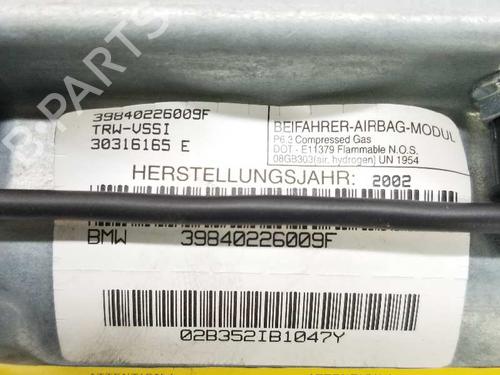 B-PARTS
39840226009F
TRW-VSSI
30316165 E
BEIFAHRER-AIRBAG-MODUL
P6.3 Compressed Gas
DOT - E11379 Flammable N.O.S.
08GB303(air, hydrogen) UN 1954
HERSTELLUNGSJAHR: 2002
BMW 39840226009F
02B352IB1047Y